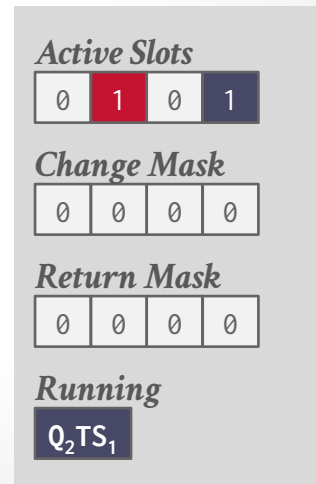 Active Slots
0 1 0 1
Change Mask
0 0 0 0
Return Mask
0 0 0 0
Running
Q₂TS₁